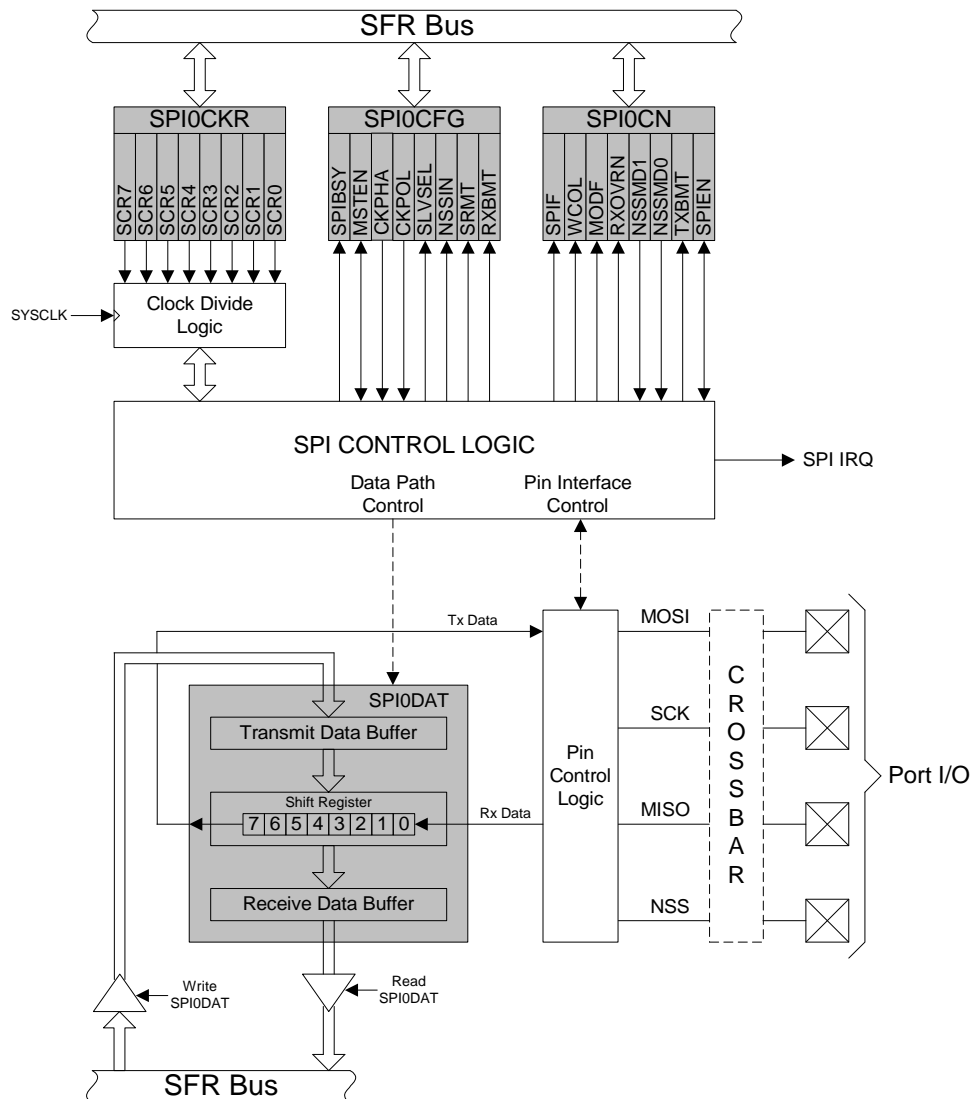 SFR Bus
SPI0CKR
SCR7
SCR6
SCR5
SCR4
SCR3
SCR2
SCR1
SCR0
SPI0CFG
SPIBSY
MSTEN
CKPHA
CKPOL
SLVSEL
NSSIN
SRMT
RXBMT
SPI0CN
SPIF
WCOL
MODF
RXOVRN
NSSMD1
NSSMD0
TXBMT
SPIEN
SYSCLK
Clock Divide
Logic
SPI CONTROL LOGIC
SPI IRQ
Data Path
Control
Pin Interface
Control
Tx Data
SPI0DAT
Transmit Data Buffer
Shift Register
7 6 5 4 3 2 1 0
Rx Data
Receive Data Buffer
Pin
Control
Logic
MOSI
SCK
MISO
NSS
CROSSBAR
Port I/O
Write
SPI0DAT
Read
SPI0DAT
SFR Bus